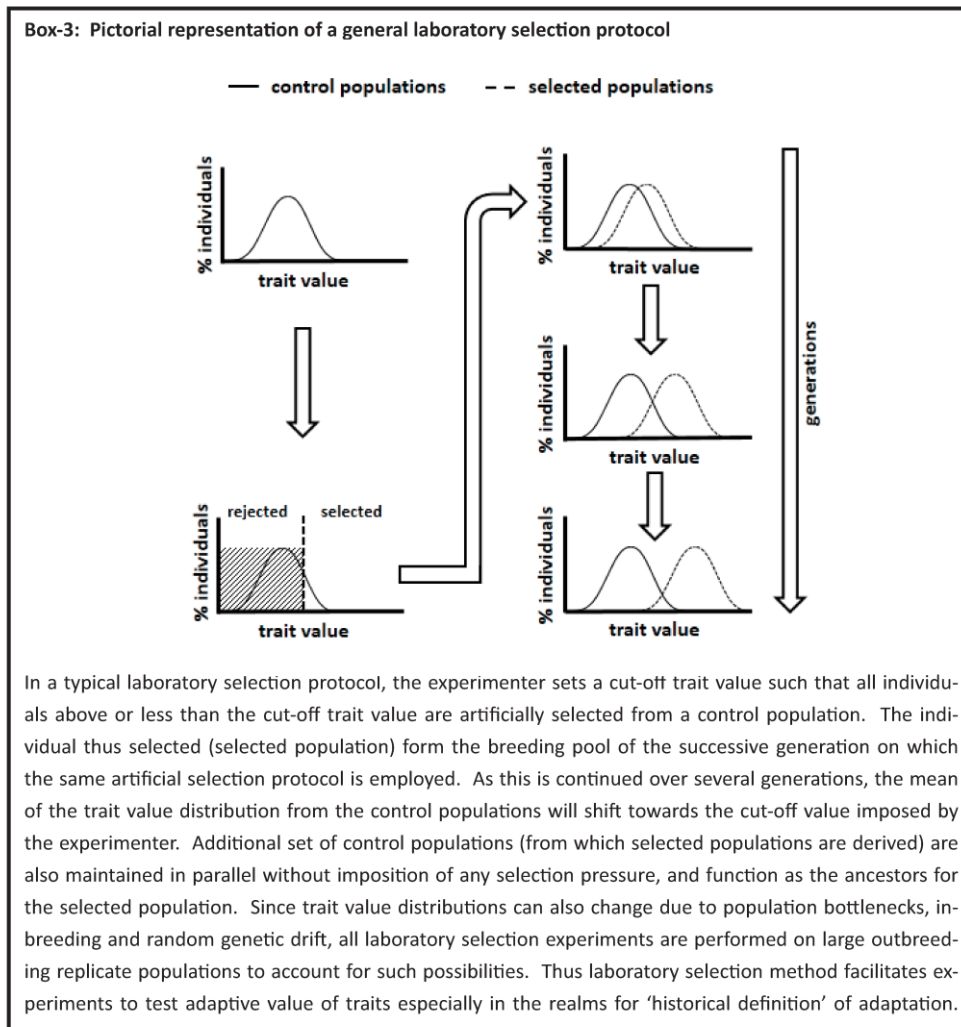 Box-3: Pictorial representation of a general laboratory selection protocol
control populations
selected populations
% individuals
trait value
% individuals
trait value
rejected
selected
% individuals
trait value
% individuals
trait value
% individuals
trait value
generations
In a typical laboratory selection protocol, the experimenter sets a cut-off trait value such that all individu-
als above or less than the cut-off trait value are artificially selected from a control population. The indi-
vidual thus selected (selected population) form the breeding pool of the successive generation on which
the same artificial selection protocol is employed. As this is continued over several generations, the mean
of the trait value distribution from the control populations will shift towards the cut-off value imposed by
the experimenter. Additional set of control populations (from which selected populations are derived) are
also maintained in parallel without imposition of any selection pressure, and function as the ancestors for
the selected population. Since trait value distributions can also change due to population bottlenecks, in-
breeding and random genetic drift, all laboratory selection experiments are performed on large outbreed-
ing replicate populations to account for such possibilities. Thus laboratory selection method facilitates ex-
periments to test adaptive value of traits especially in the realms for ‘historical definition’ of adaptation.